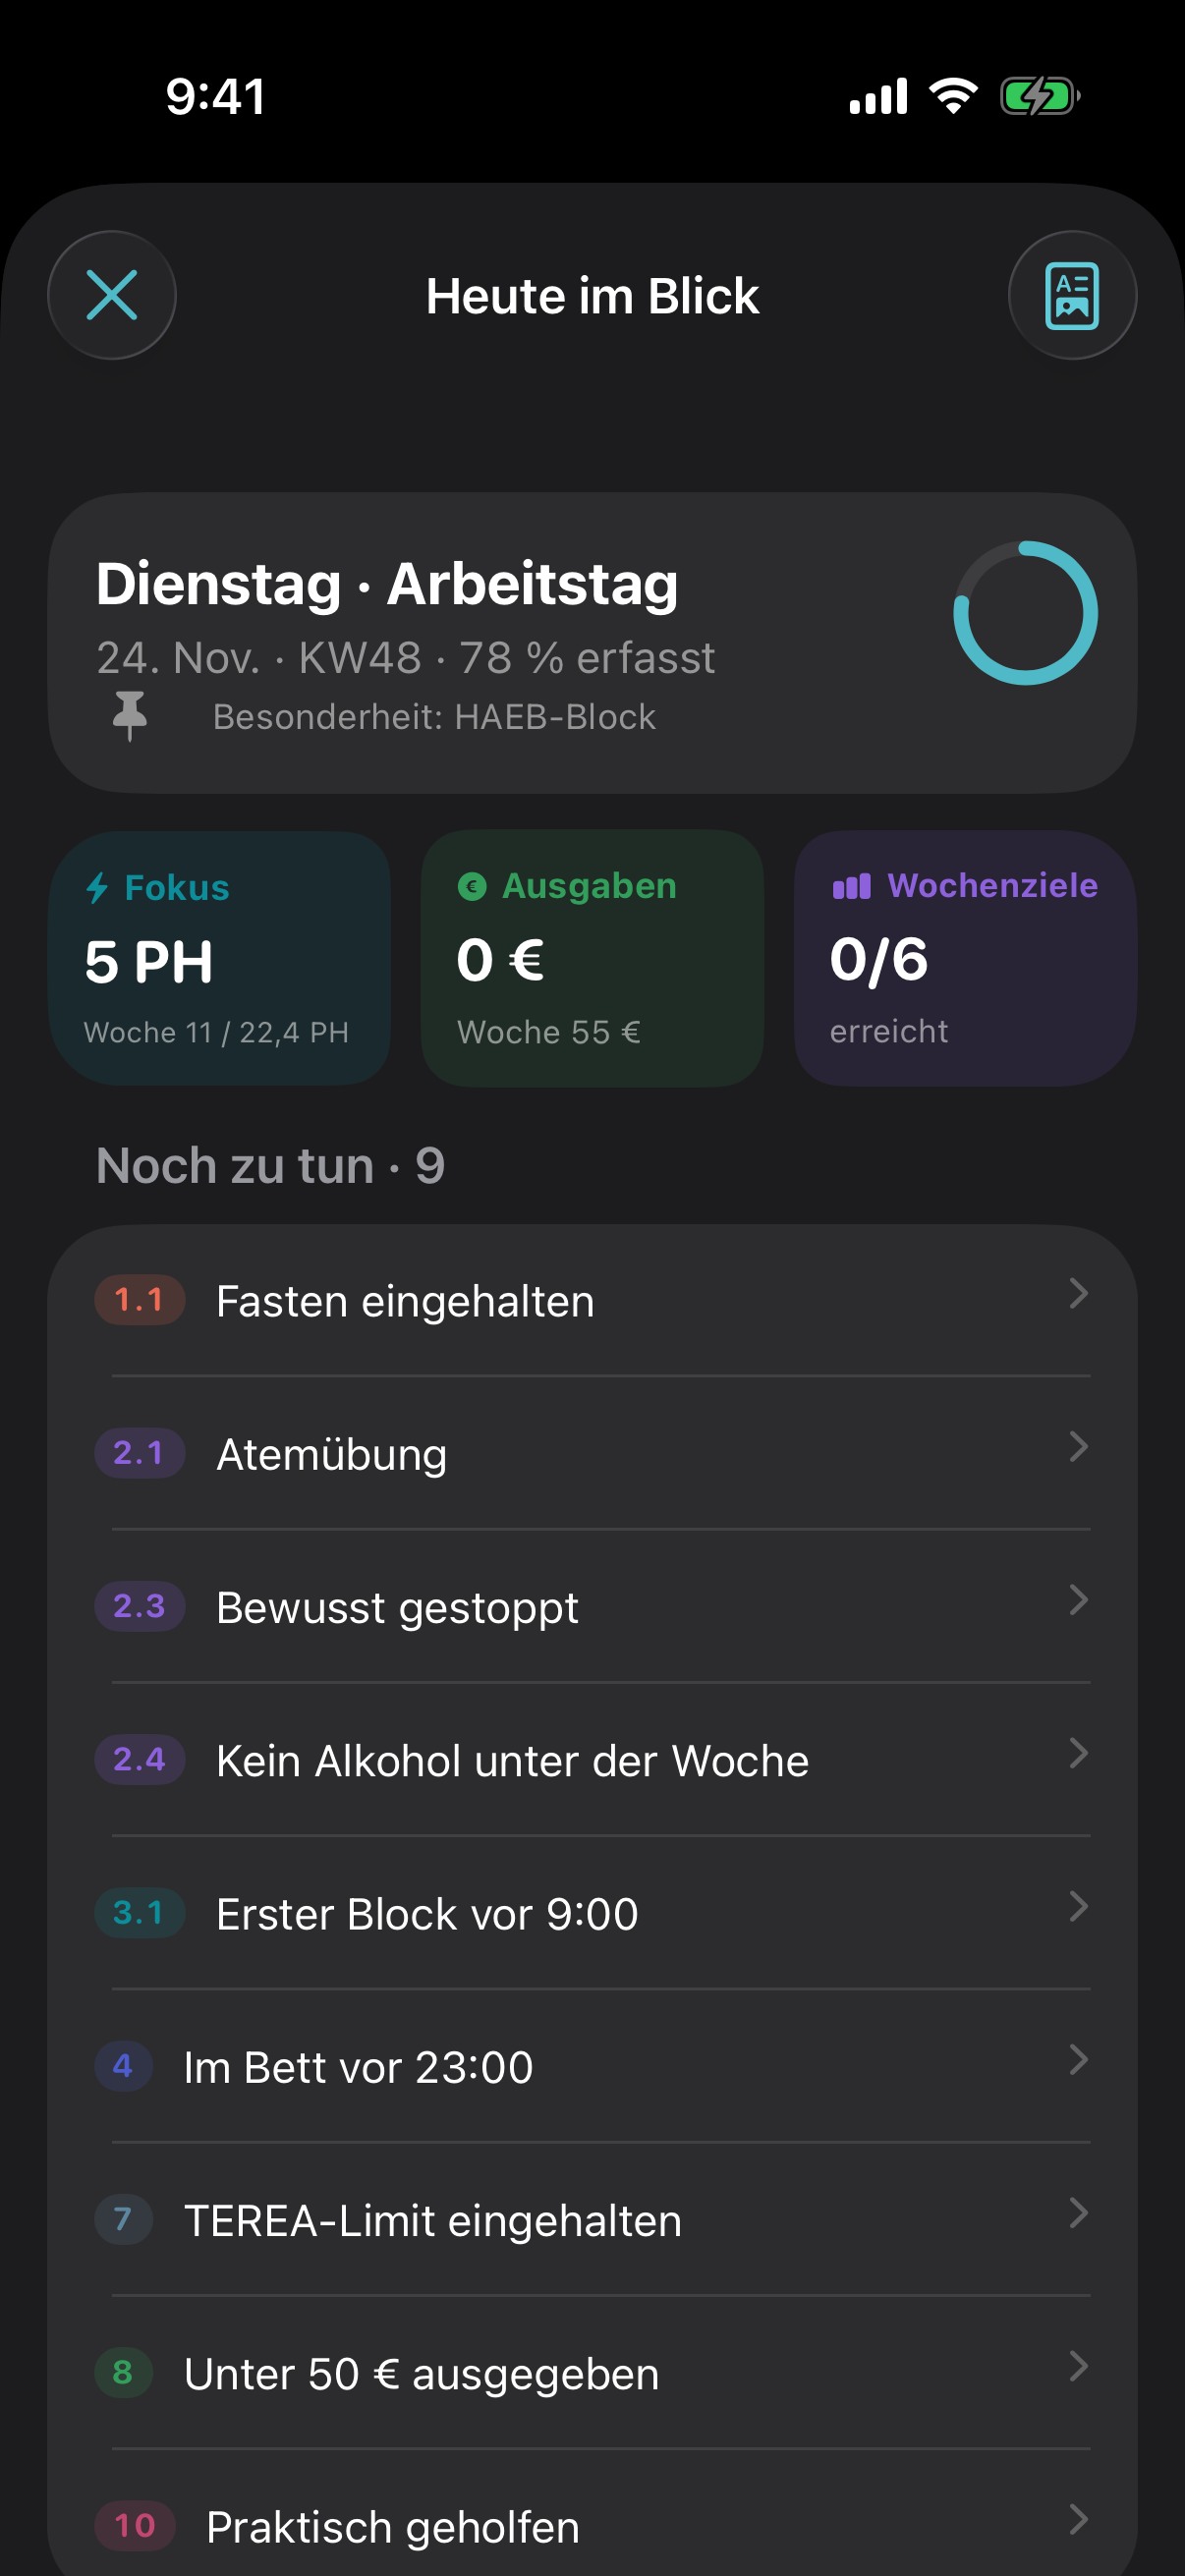 9:41
Heute im Blick
Dienstag · Arbeitstag
24. Nov. · KW48 · 78 % erfasst
Besonderheit: HAEB-Block
Fokus
5 PH
Woche 11 / 22,4 PH
Ausgaben
0 €
Woche 55 €
Wochenziele
0/6
erreicht
Noch zu tun · 9
1.1 Fasten eingehalten
2.1 Atemübung
2.3 Bewusst gestoppt
2.4 Kein Alkohol unter der Woche
3.1 Erster Block vor 9:00
4 Im Bett vor 23:00
7 TEREA-Limit eingehalten
8 Unter 50 € ausgegeben
10 Praktisch geholfen